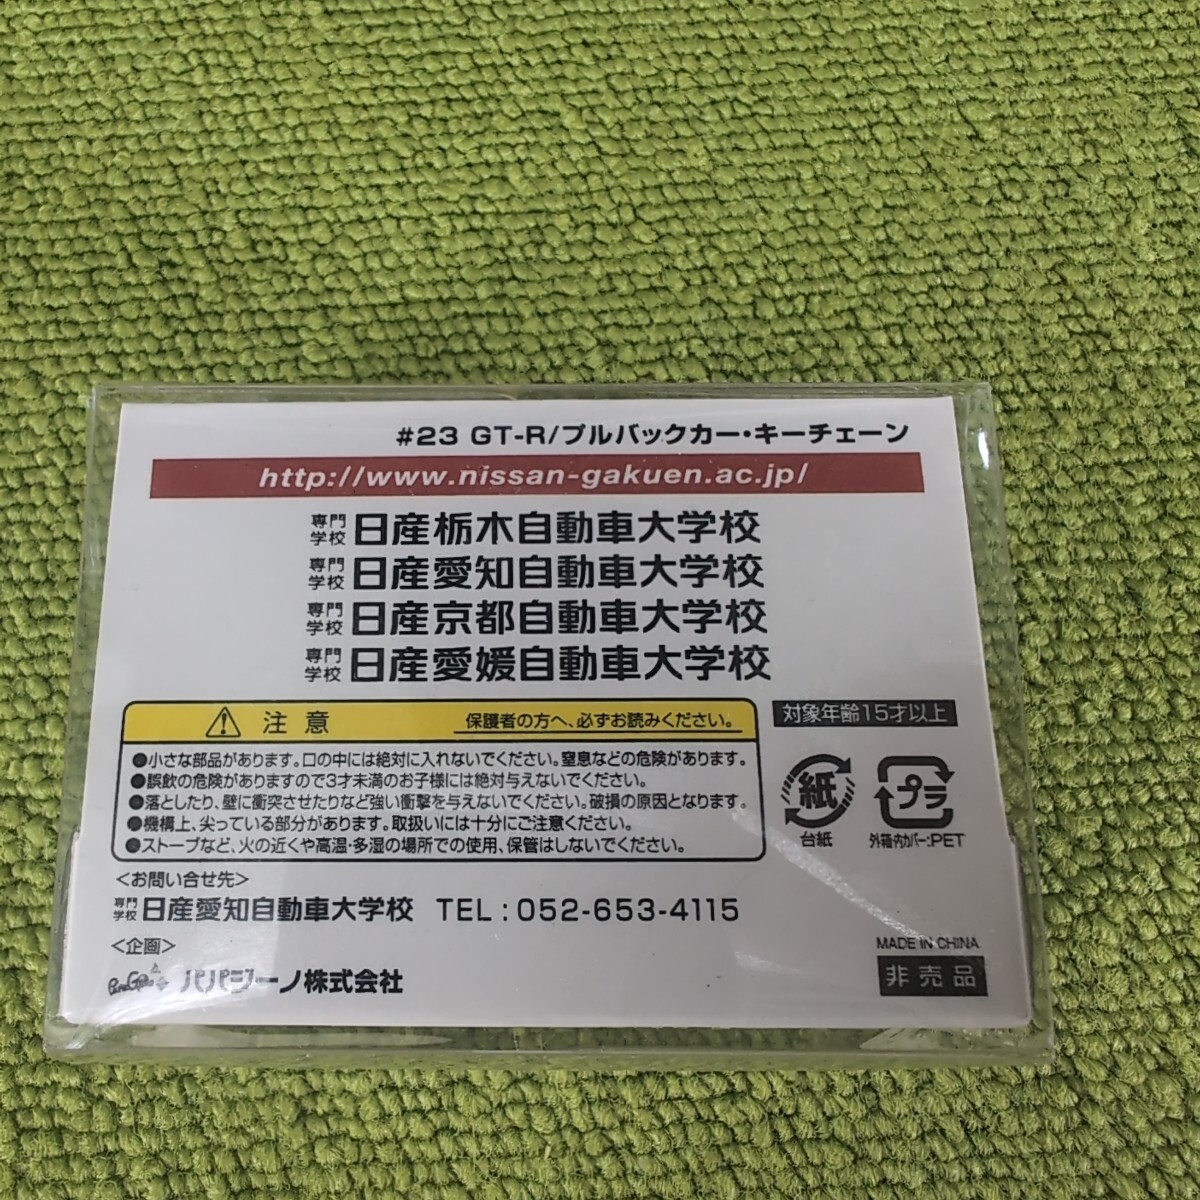 #23 GT-R/プルバックカー・キーチェーン
http://www.nissan-gakuen.ac.jp/
専門学校 日産栃木自動車大学校
専門学校 日産愛知自動車大学校
専門学校 日産京都自動車大学校
専門学校 日産愛媛自動車大学校
注意 保護者の方へ、必ずお読みください。
●小さな部品があります。口の中には絶対に入れないでください。窒息などの危険があります。
●誤飲の危険がありますので3才未満のお子様には絶対与えないでください。
●落としたり、壁に衝突させたりなど強い衝撃を与えないでください。破損の原因となります。
●機構上、尖っている部分があります。取扱いには十分にご注意ください。
●ストーブなど、火の近くや高温・多湿の場所での使用、保管はしないでください。
対象年齢15才以上
紙
台紙
プラ
外箱・内カバー:PET
<お問い合せ先>
専門学校 日産愛知自動車大学校 TEL:052-653-4115
<企画>
パパジーノ株式会社
MADE IN CHINA
非売品